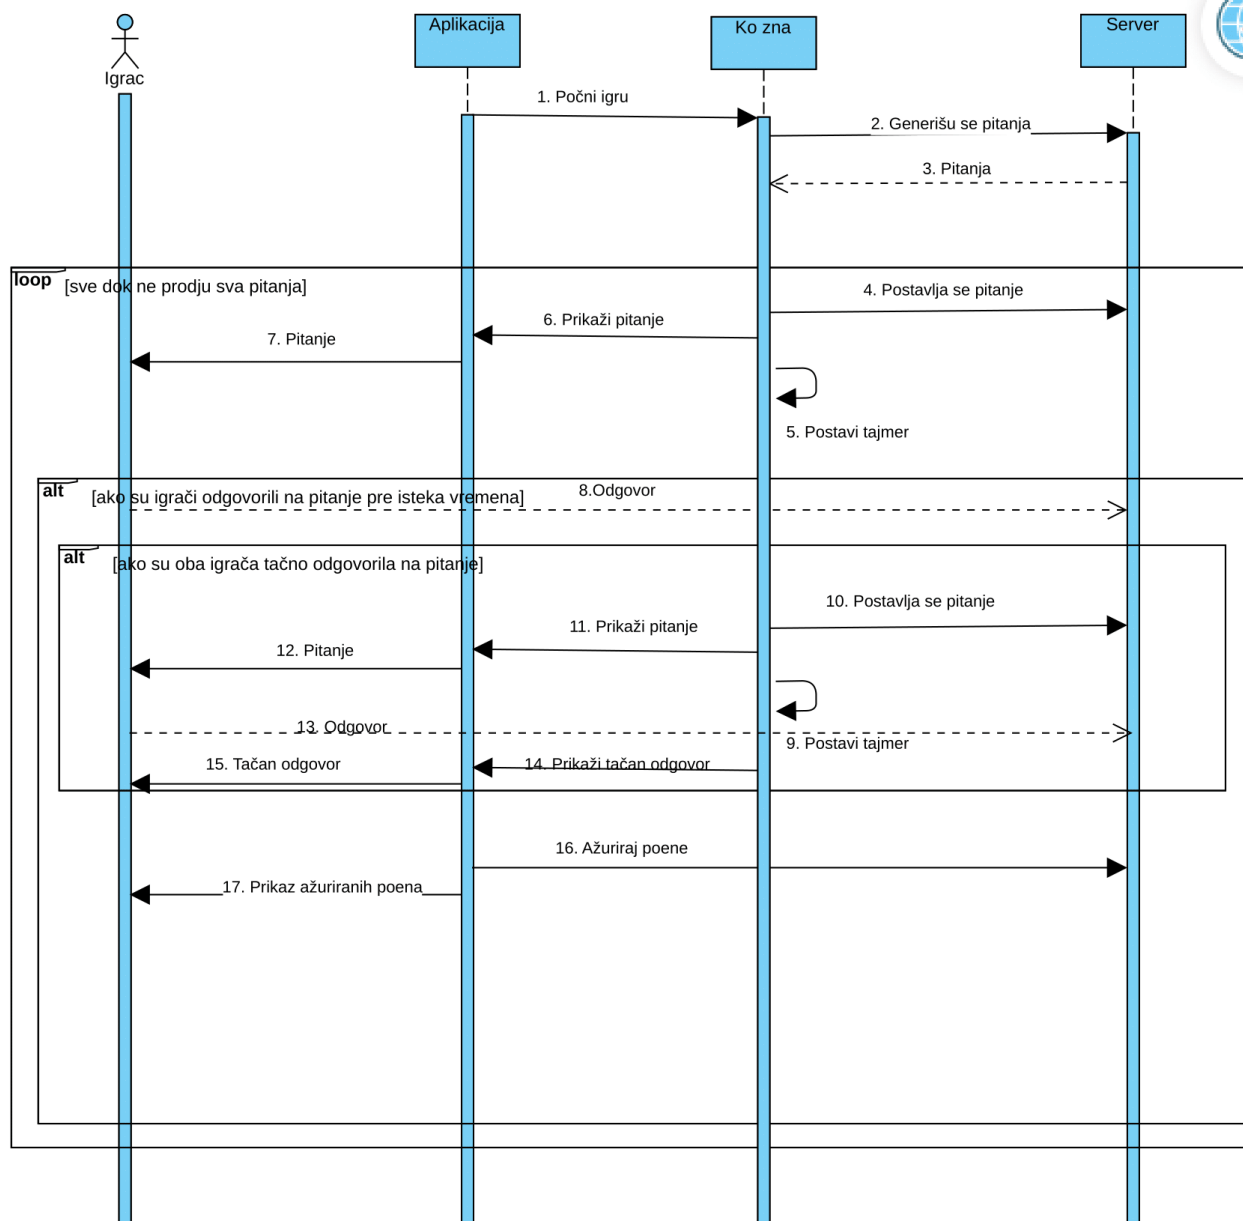 Igrac
Aplikacija
Ko zna
Server
1. Počni igru
2. Generišu se pitanja
3. Pitanja
loop
[sve dok ne prodju sva pitanja]
4. Postavlja se pitanje
6. Prikaži pitanje
7. Pitanje
5. Postavi tajmer
alt
[ako su igrači odgovorili na pitanje pre isteka vremena]
8.Odgovor
alt
[ako su oba igrača tačno odgovorila na pitanje]
10. Postavlja se pitanje
11. Prikaži pitanje
12. Pitanje
13. Odgovor
9. Postavi tajmer
15. Tačan odgovor
14. Prikaži tačan odgovor
16. Ažuriraj poene
17. Prikaz ažuriranih poena